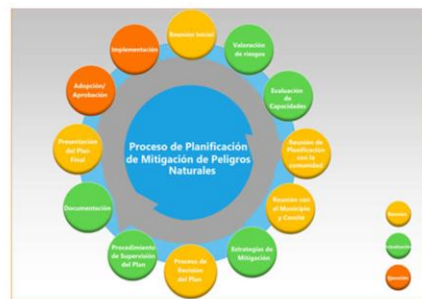 Reunión Inicial
Valoración
de riesgos
Evaluación
de
Capacidades
Reunión de
Planificación
con la
comunidad
Reunión con
el Municipio
y Comité
Estrategias de
Mitigación
Proceso de
Revisión
del Plan
Procedimiento
de Supervisión
del Plan
Documentación
Presentación
del Plan
Final
Adopción/
Aprobación
Implementación
Proceso de Planificación
de Mitigación de Peligros
Naturales
Reunión
Ejecución